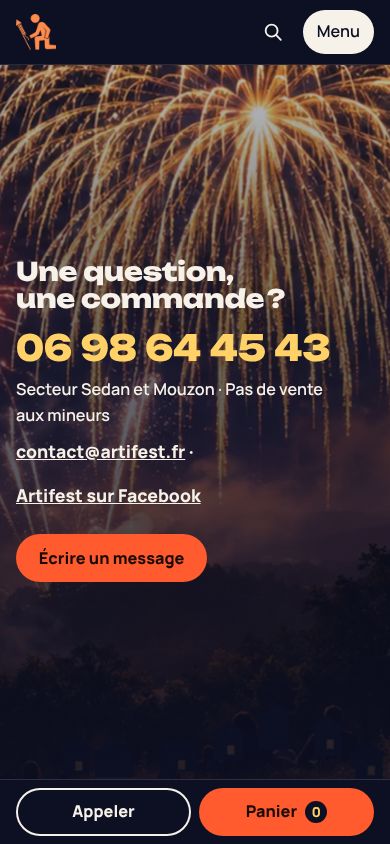 Menu
Une question,
une commande ?
06 98 64 45 43
Secteur Sedan et Mouzon · Pas de vente
aux mineurs
contact@artifest.fr ·
Artifest sur Facebook
Écrire un message
Appeler
Panier 0